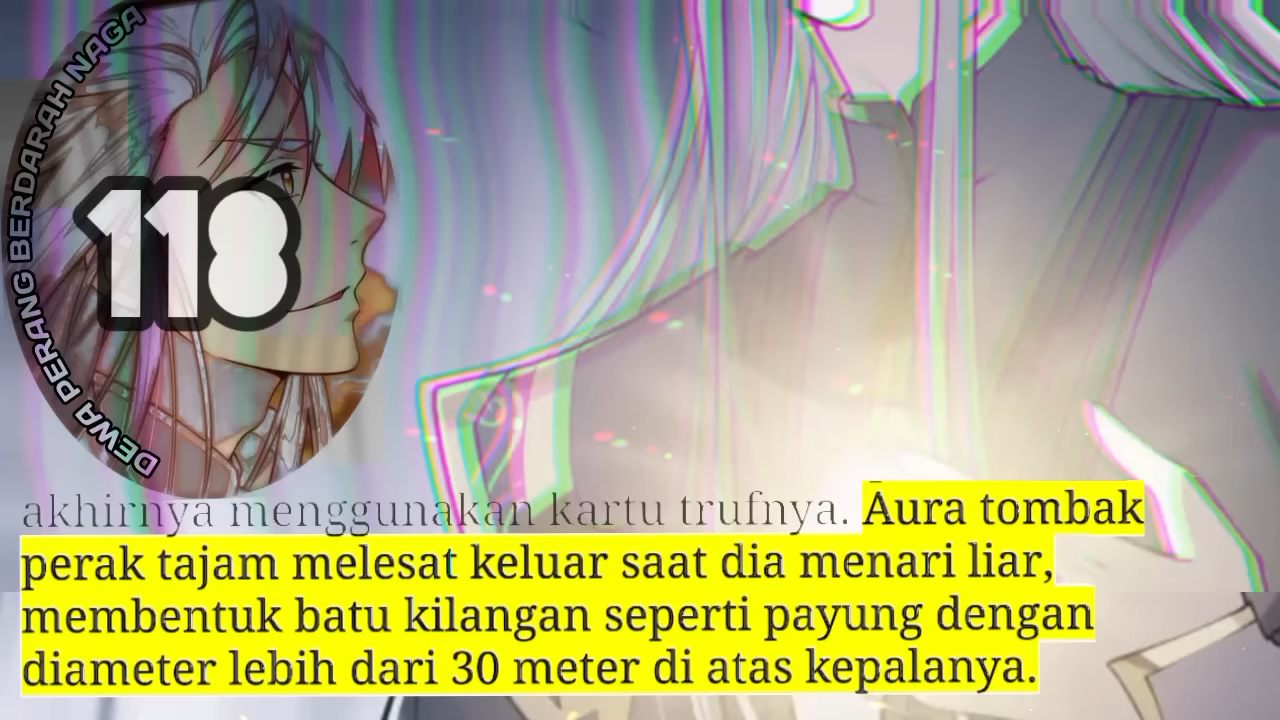 DEWA PERANG BERDARAH NAGA
118
akhirnya menggunakan kartu trufnya. Aura tombak
perak tajam melesat keluar saat dia menari liar,
membentuk batu kilangan seperti payung dengan
diameter lebih dari 30 meter di atas kepalanya.